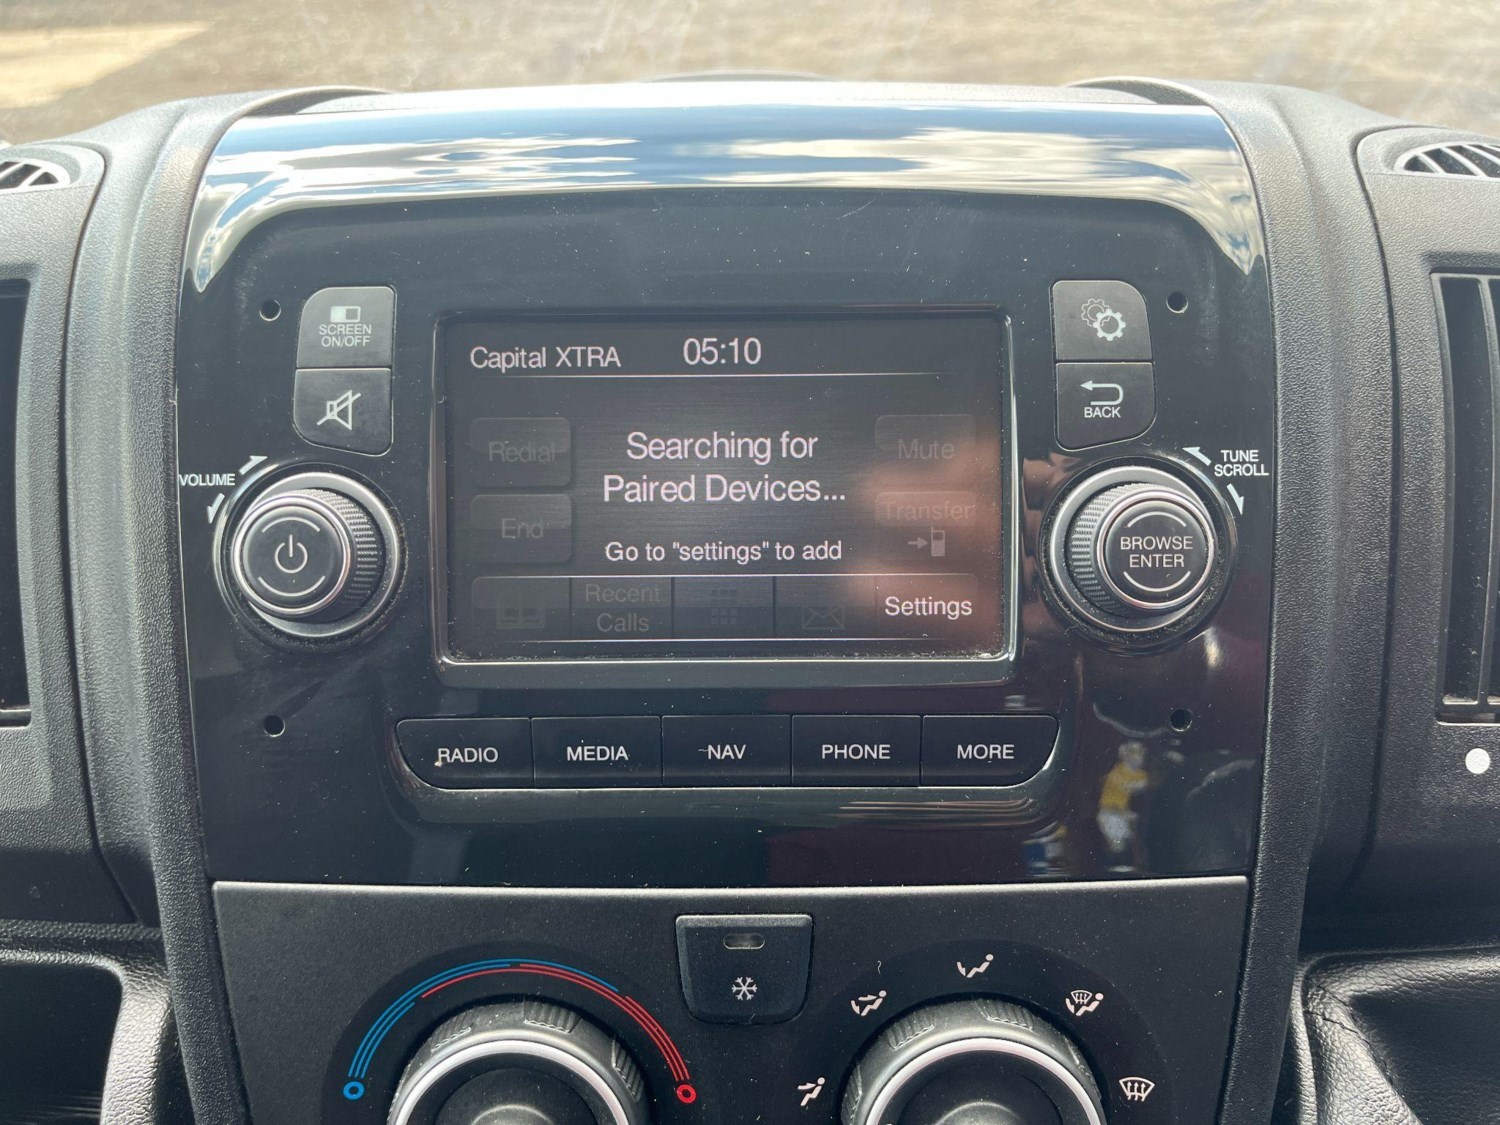 SCREEN
ON/OFF
VOLUME
Capital XTRA 05:10
Redial
Searching for
Paired Devices...
Mute
End
Transfer
Go to "settings" to add
Recent
Calls
Settings
BACK
TUNE
SCROLL
BROWSE
ENTER
RADIO
MEDIA
NAV
PHONE
MORE